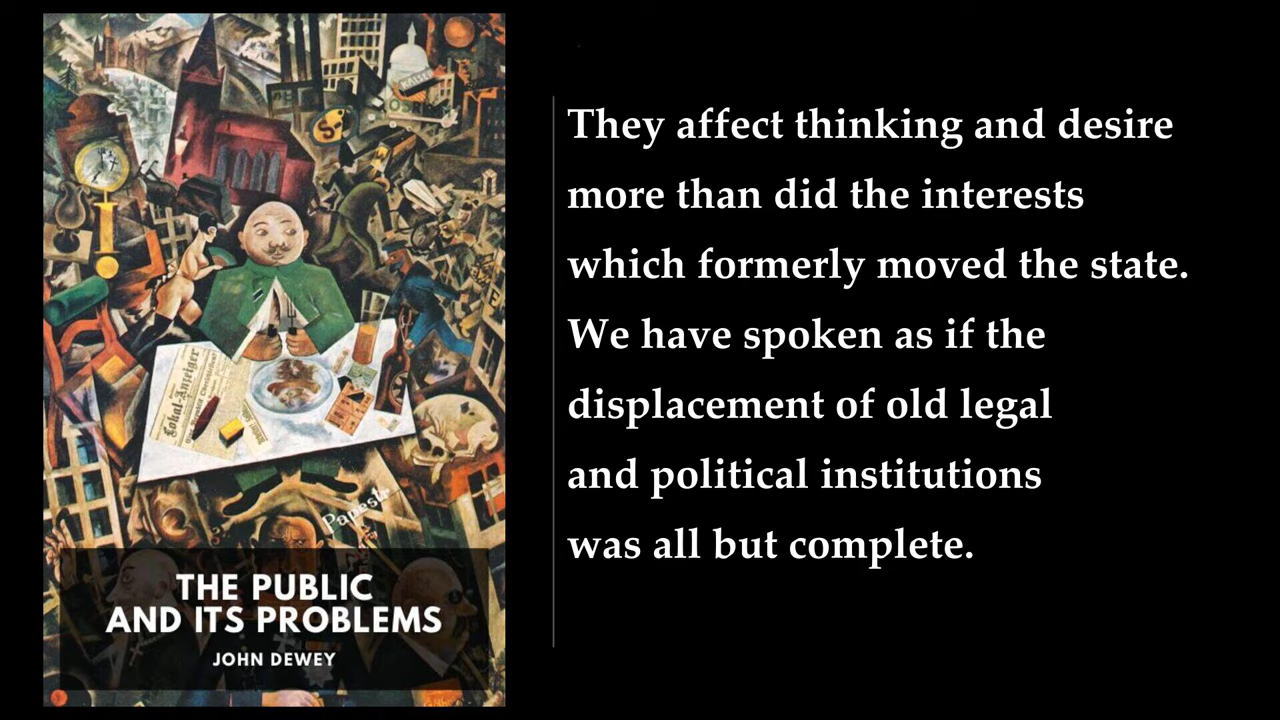 They affect thinking and desire
more than did the interests
which formerly moved the state.
We have spoken as if the
displacement of old legal
and political institutions
was all but complete.
Lokal-Anzeiger
THE PUBLIC
AND ITS PROBLEMS
JOHN DEWEY